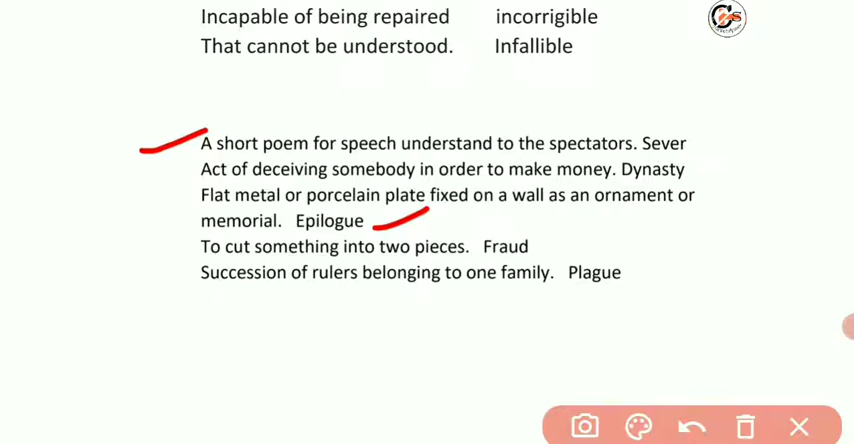 Incapable of being repaired incorrigible
That cannot be understood. Infallible
A short poem for speech understand to the spectators. Sever
Act of deceiving somebody in order to make money. Dynasty
Flat metal or porcelain plate fixed on a wall as an ornament or
memorial. Epilogue
To cut something into two pieces. Fraud
Succession of rulers belonging to one family. Plague